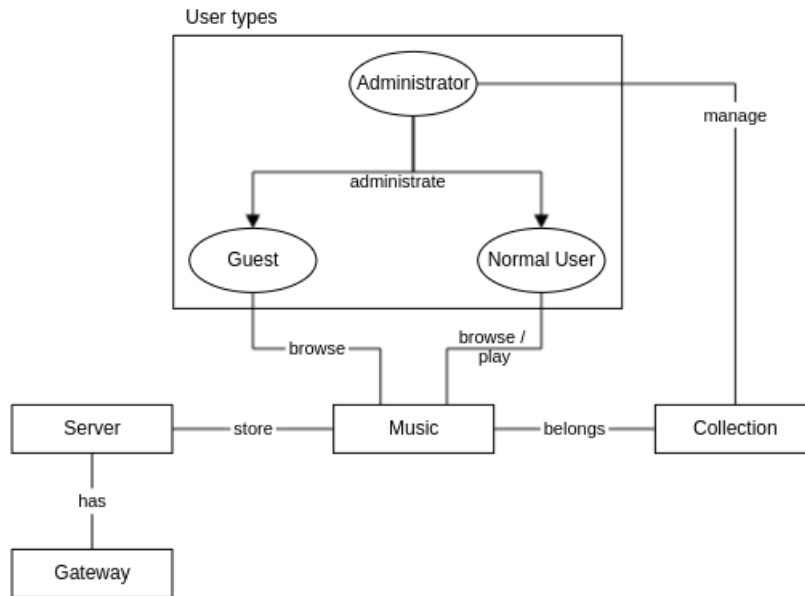 User types
Administrator
manage
administrate
Guest
Normal User
browse
browse /
play
Server
store
Music
belongs
Collection
has
Gateway